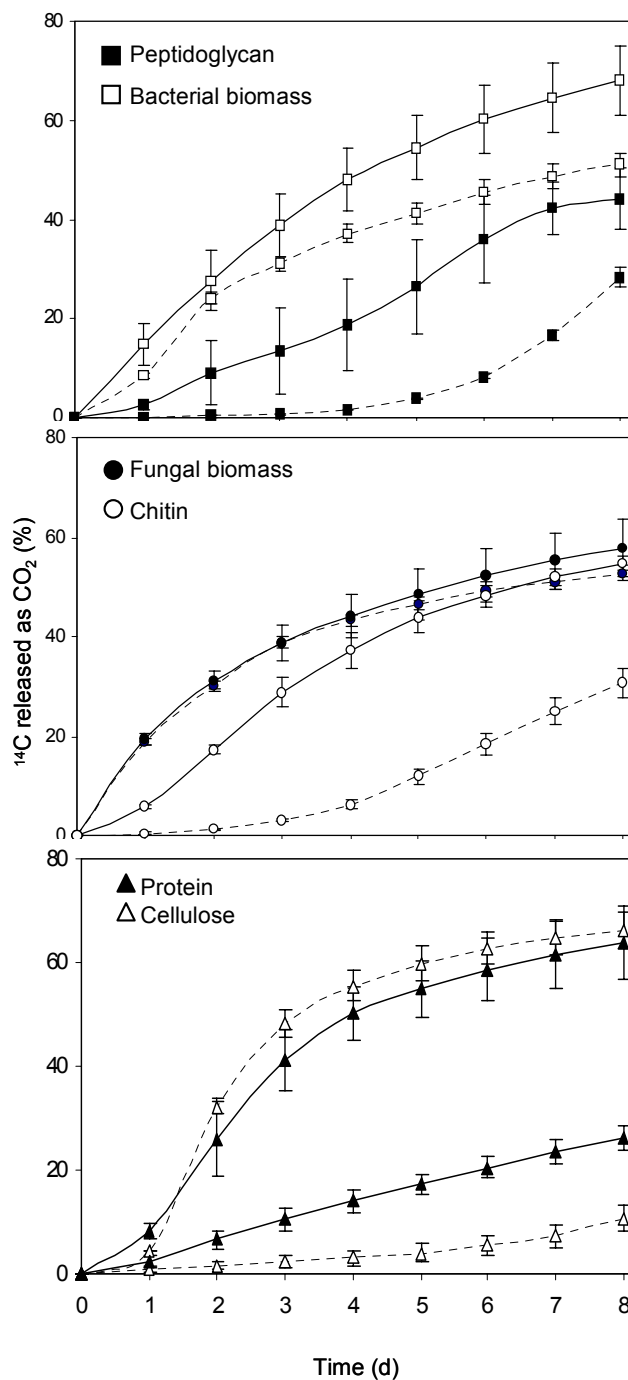 80
Peptidoglycan
Bacterial biomass
60
40
20
0
80
Fungal biomass
Chitin
60
40
20
0
¹⁴C released as CO₂ (%)
80
Protein
Cellulose
60
40
20
0
0 1 2 3 4 5 6 7 8
Time (d)